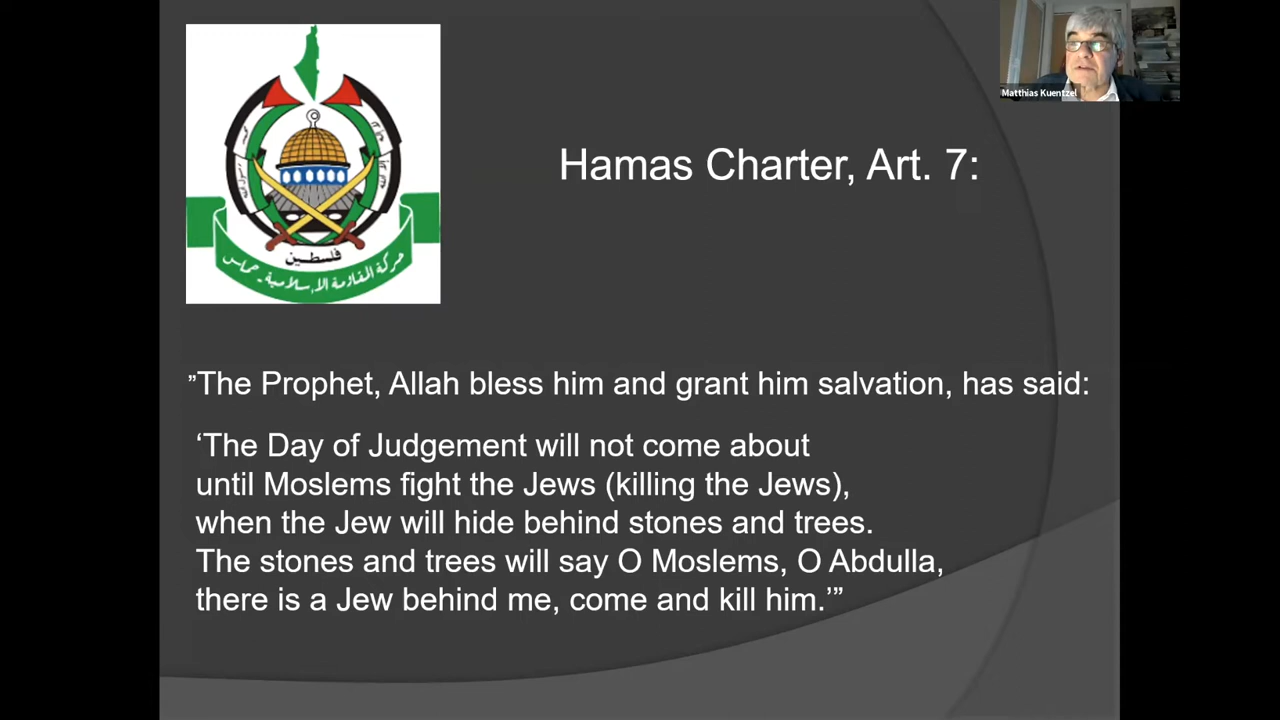 Matthias Kuentzel
Hamas Charter, Art. 7:
فلسطين
حركة المقاومة الإسلامية - حماس
”The Prophet, Allah bless him and grant him salvation, has said:
‘The Day of Judgement will not come about
until Moslems fight the Jews (killing the Jews),
when the Jew will hide behind stones and trees.
The stones and trees will say O Moslems, O Abdulla,
there is a Jew behind me, come and kill him.’”